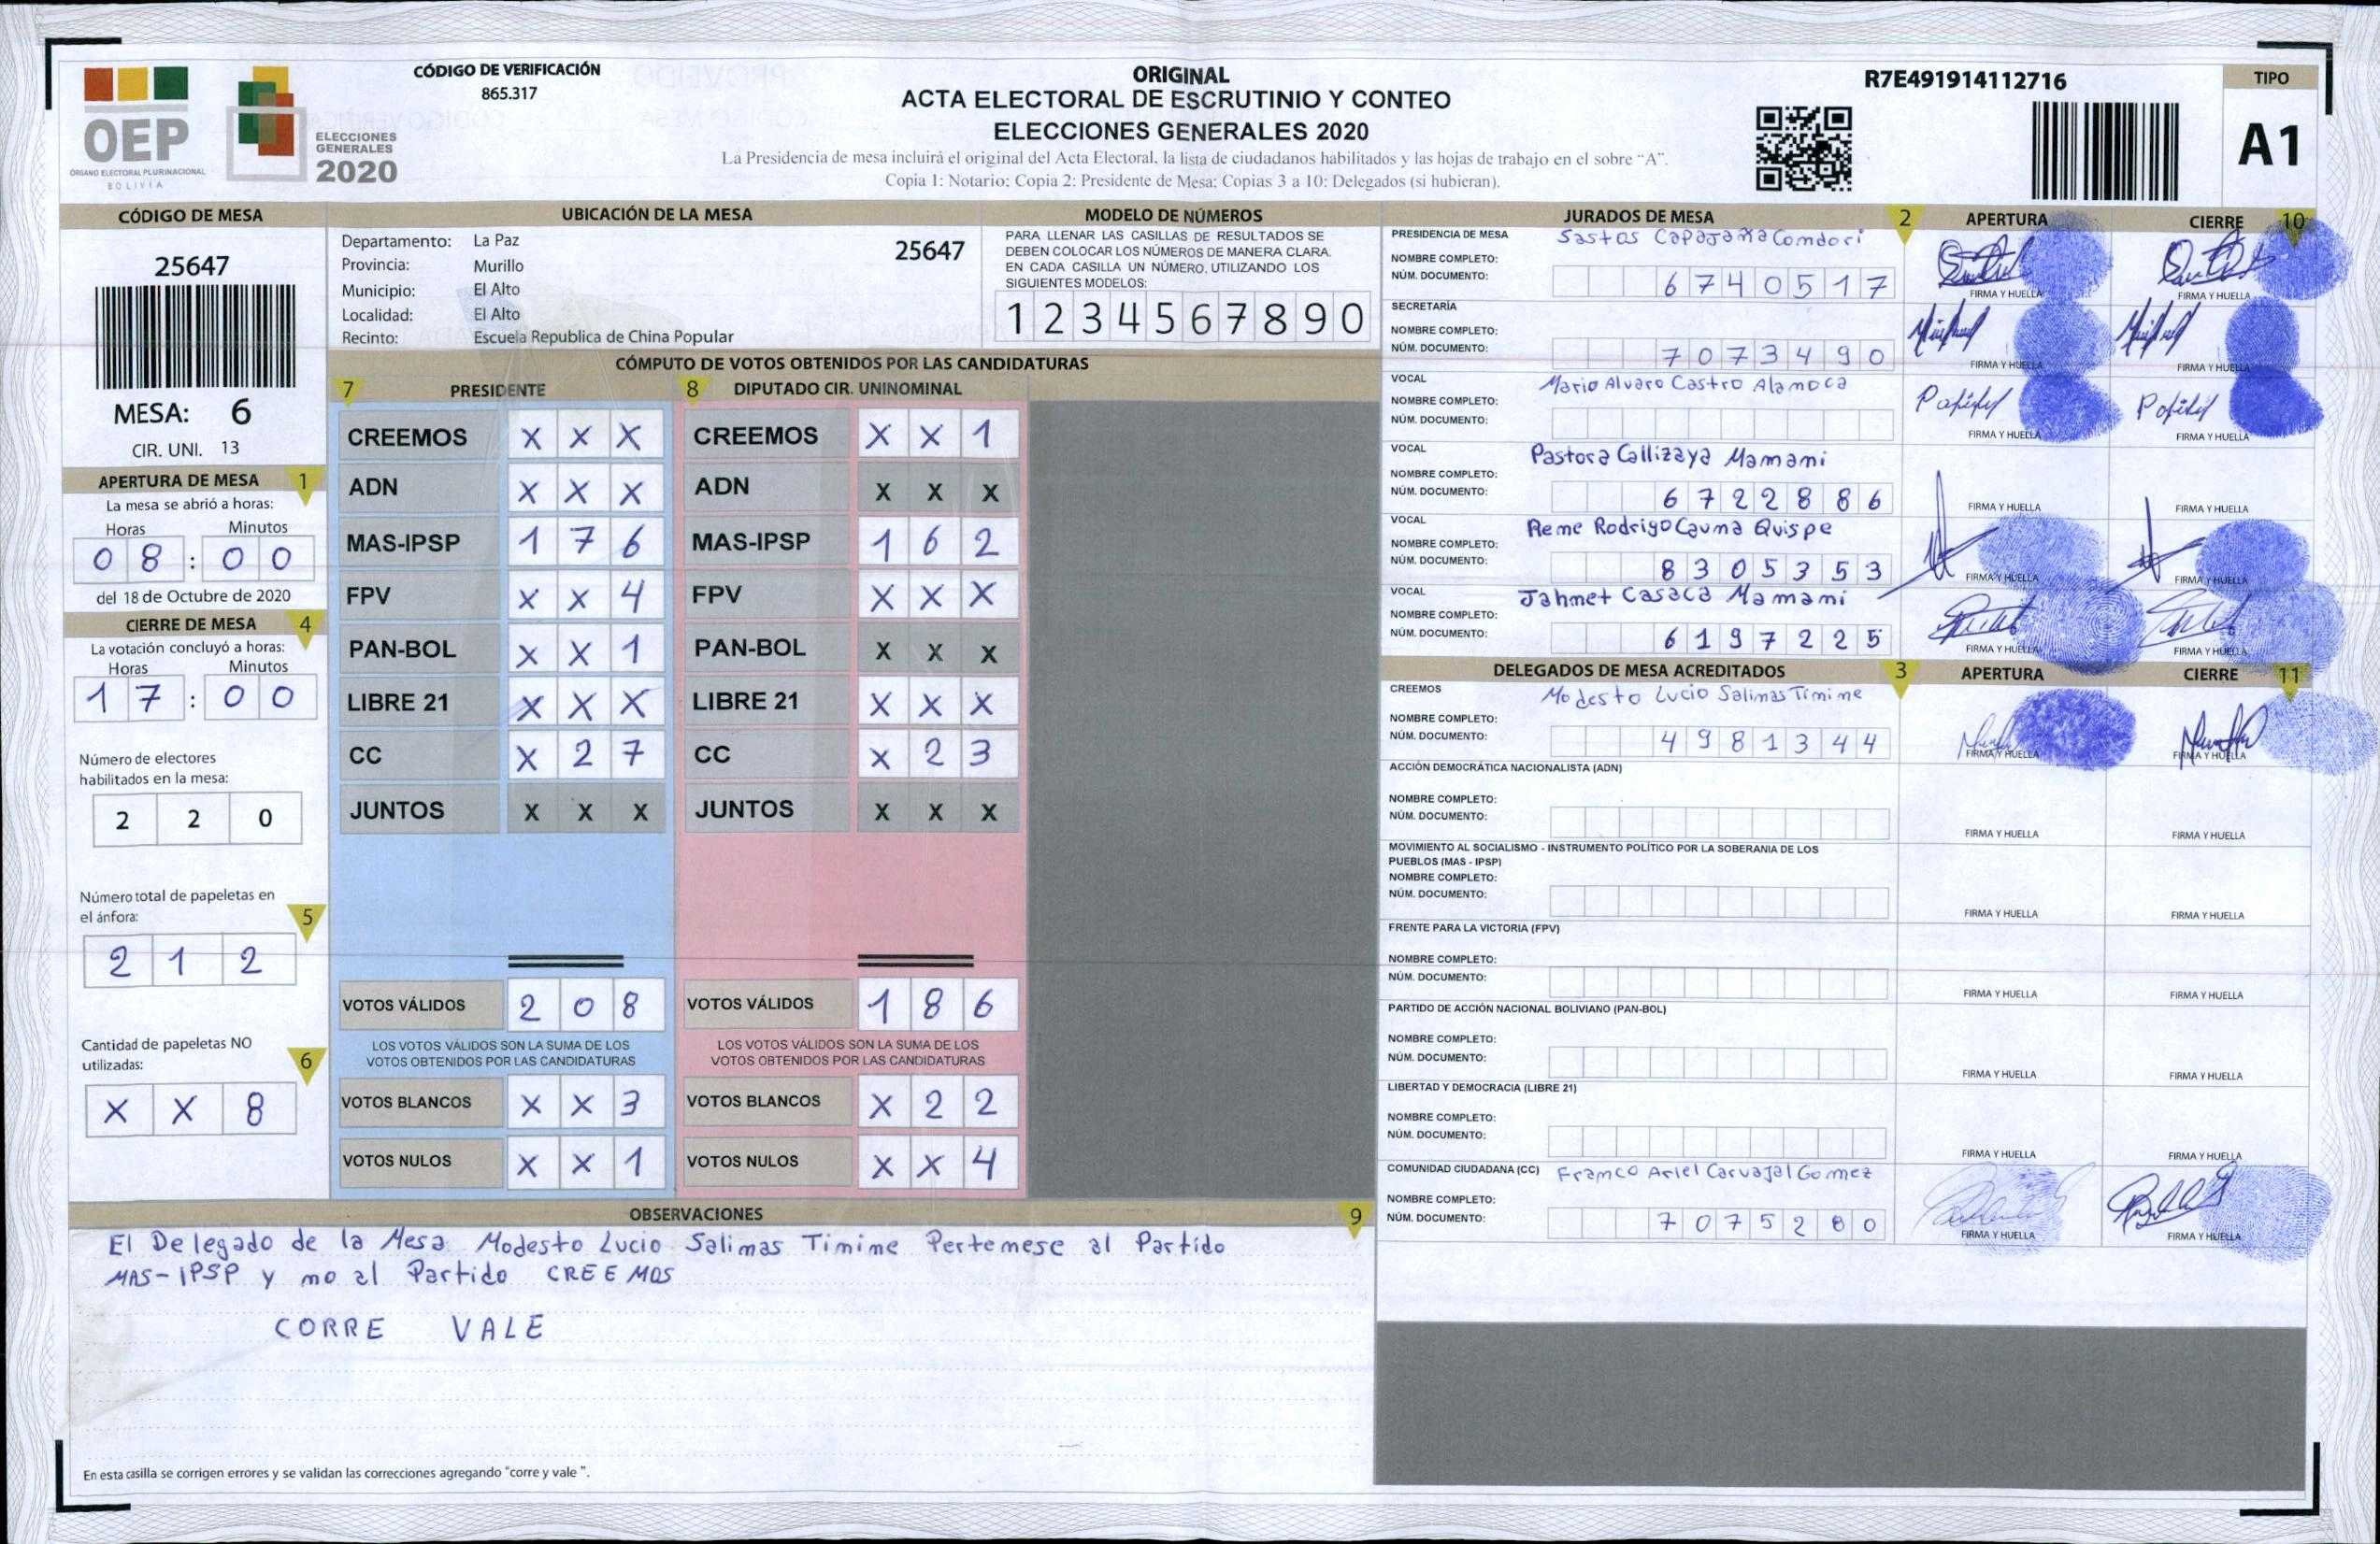 OEP
ÓRGANO ELECTORAL PLURINACIONAL
BOLIVIA
ELECCIONES
GENERALES
2020
CÓDIGO DE VERIFICACIÓN
865.317
ORIGINAL
ACTA ELECTORAL DE ESCRUTINIO Y CONTEO
ELECCIONES GENERALES 2020
La Presidencia de mesa incluirá el original del Acta Electoral, la lista de ciudadanos habilitados y las hojas de trabajo en el sobre “A”.
Copia 1: Notario; Copia 2: Presidente de Mesa; Copias 3 a 10: Delegados (si hubieran).
R7E491914112716
TIPO
A1
CÓDIGO DE MESA
25647
MESA: 6
CIR. UNI. 13
APERTURA DE MESA 1
La mesa se abrió a horas:
Horas Minutos
08 : 00
del 18 de Octubre de 2020
CIERRE DE MESA 4
La votación concluyó a horas:
Horas Minutos
17 : 00
Número de electores
habilitados en la mesa:
2 2 0
Número total de papeletas en
el ánfora: 5
2 1 2
Cantidad de papeletas NO
utilizadas: 6
X X 8
UBICACIÓN DE LA MESA
Departamento: La Paz 25647
Provincia: Murillo
Municipio: El Alto
Localidad: El Alto
Recinto: Escuela Republica de China Popular
MODELO DE NÚMEROS
PARA LLENAR LAS CASILLAS DE RESULTADOS SE
DEBEN COLOCAR LOS NÚMEROS DE MANERA CLARA.
EN CADA CASILLA UN NÚMERO, UTILIZANDO LOS
SIGUIENTES MODELOS:
1 2 3 4 5 6 7 8 9 0
CÓMPUTO DE VOTOS OBTENIDOS POR LAS CANDIDATURAS
7 PRESIDENTE
CREEMOS X X X
ADN X X X
MAS-IPSP 1 7 6
FPV X X 4
PAN-BOL X X 1
LIBRE 21 X X X
CC X 2 7
JUNTOS X X X
VOTOS VÁLIDOS 2 0 8
LOS VOTOS VÁLIDOS SON LA SUMA DE LOS
VOTOS OBTENIDOS POR LAS CANDIDATURAS
VOTOS BLANCOS X X 3
VOTOS NULOS X X 1
8 DIPUTADO CIR. UNINOMINAL
CREEMOS X X 1
ADN X X X
MAS-IPSP 1 6 2
FPV X X X
PAN-BOL X X X
LIBRE 21 X X X
CC X 2 3
JUNTOS X X X
VOTOS VÁLIDOS 1 8 6
LOS VOTOS VÁLIDOS SON LA SUMA DE LOS
VOTOS OBTENIDOS POR LAS CANDIDATURAS
VOTOS BLANCOS X 2 2
VOTOS NULOS X X 4
OBSERVACIONES 9
El Delegado de la Mesa Modesto Lucio Salimas Timime Pertemese al Partido
MAS-IPSP y mo al Partido CREEMOS
CORRE VALE
En esta casilla se corrigen errores y se validan las correcciones agregando "corre y vale ".
JURADOS DE MESA 2 APERTURA CIERRE 10
PRESIDENCIA DE MESA Sastos Capajaña Comdori
NOMBRE COMPLETO:
NÚM. DOCUMENTO: 6740517
FIRMA Y HUELLA FIRMA Y HUELLA
SECRETARÍA
NOMBRE COMPLETO:
NÚM. DOCUMENTO: 7073490
FIRMA Y HUELLA FIRMA Y HUELLA
VOCAL Mario Alvaro Castro Alamoca
NOMBRE COMPLETO:
NÚM. DOCUMENTO:
FIRMA Y HUELLA FIRMA Y HUELLA
VOCAL Pastora Callizaya Mamami
NOMBRE COMPLETO:
NÚM. DOCUMENTO: 6722886
FIRMA Y HUELLA FIRMA Y HUELLA
VOCAL Reme Rodrigo Cauma Quispe
NOMBRE COMPLETO:
NÚM. DOCUMENTO: 8305353
FIRMA Y HUELLA FIRMA Y HUELLA
VOCAL Jahmet Casaca Mamami
NOMBRE COMPLETO:
NÚM. DOCUMENTO: 6197225
FIRMA Y HUELLA FIRMA Y HUELLA
DELEGADOS DE MESA ACREDITADOS 3 APERTURA CIERRE 11
CREEMOS Modesto Lucio Salimas Timime
NOMBRE COMPLETO:
NÚM. DOCUMENTO: 4981344
FIRMA Y HUELLA FIRMA Y HUELLA
ACCIÓN DEMOCRÁTICA NACIONALISTA (ADN)
NOMBRE COMPLETO:
NÚM. DOCUMENTO:
FIRMA Y HUELLA FIRMA Y HUELLA
MOVIMIENTO AL SOCIALISMO - INSTRUMENTO POLÍTICO POR LA SOBERANIA DE LOS
PUEBLOS (MAS - IPSP)
NOMBRE COMPLETO:
NÚM. DOCUMENTO:
FIRMA Y HUELLA FIRMA Y HUELLA
FRENTE PARA LA VICTORIA (FPV)
NOMBRE COMPLETO:
NÚM. DOCUMENTO:
FIRMA Y HUELLA FIRMA Y HUELLA
PARTIDO DE ACCIÓN NACIONAL BOLIVIANO (PAN-BOL)
NOMBRE COMPLETO:
NÚM. DOCUMENTO:
FIRMA Y HUELLA FIRMA Y HUELLA
LIBERTAD Y DEMOCRACIA (LIBRE 21)
NOMBRE COMPLETO:
NÚM. DOCUMENTO:
FIRMA Y HUELLA FIRMA Y HUELLA
COMUNIDAD CIUDADANA (CC) Framco Ariel Carvajal Gomez
NOMBRE COMPLETO:
NÚM. DOCUMENTO:
FIRMA Y HUELLA FIRMA Y HUELLA